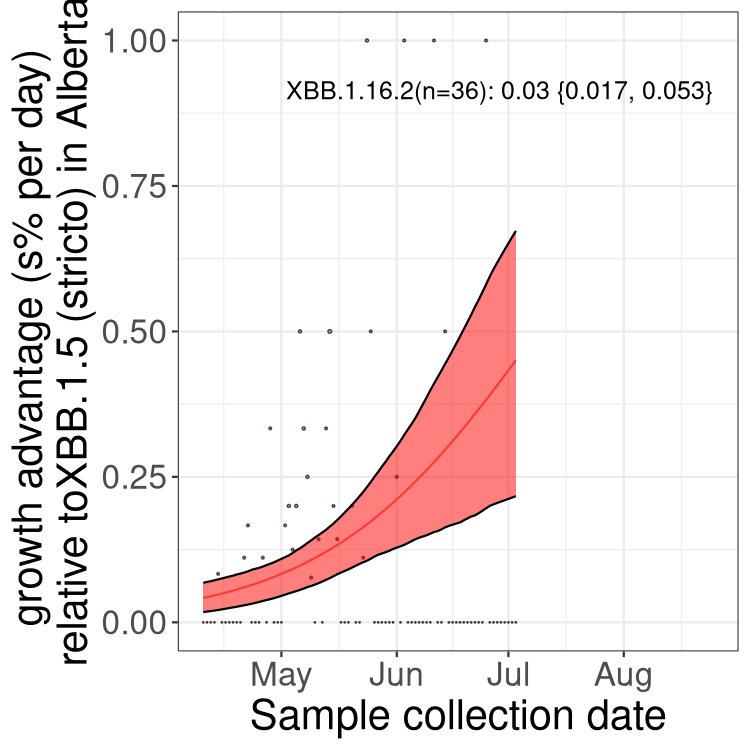 growth advantage (s% per day)
relative toXBB.1.5 (stricto) in Alberta
1.00
0.75
0.50
0.25
0.00
XBB.1.16.2(n=36): 0.03 {0.017, 0.053}
May Jun Jul Aug
Sample collection date